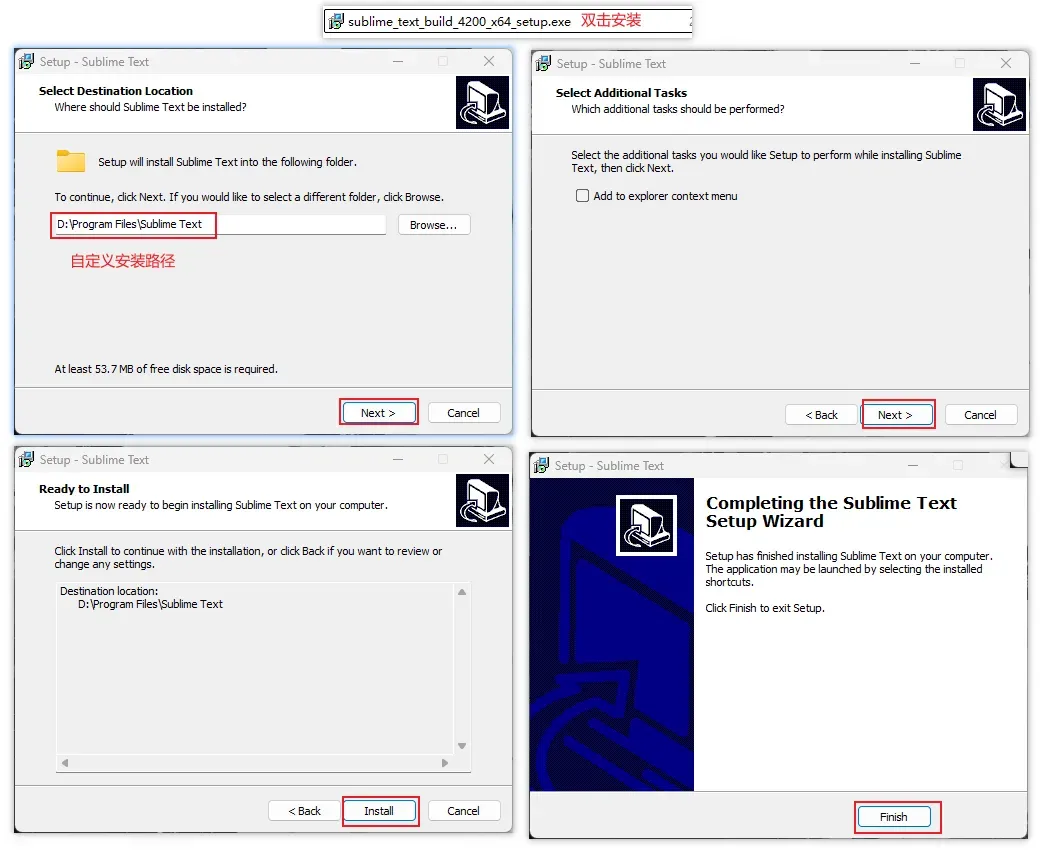 sublime_text_build_4200_x64_setup.exe 双击安装
Setup - Sublime Text
Select Destination Location
Where should Sublime Text be installed?
Setup will install Sublime Text into the following folder.
To continue, click Next. If you would like to select a different folder, click Browse.
D:\Program Files\Sublime Text
Browse...
自定义安装路径
At least 53.7 MB of free disk space is required.
Next >
Cancel
Setup - Sublime Text
Select Additional Tasks
Which additional tasks should be performed?
Select the additional tasks you would like Setup to perform while installing Sublime
Text, then click Next.
Add to explorer context menu
< Back
Next >
Cancel
Setup - Sublime Text
Ready to Install
Setup is now ready to begin installing Sublime Text on your computer.
Click Install to continue with the installation, or click Back if you want to review or
change any settings.
Destination location:
D:\Program Files\Sublime Text
< Back
Install
Cancel
Setup - Sublime Text
Completing the Sublime Text
Setup Wizard
Setup has finished installing Sublime Text on your computer.
The application may be launched by selecting the installed
shortcuts.
Click Finish to exit Setup.
Finish